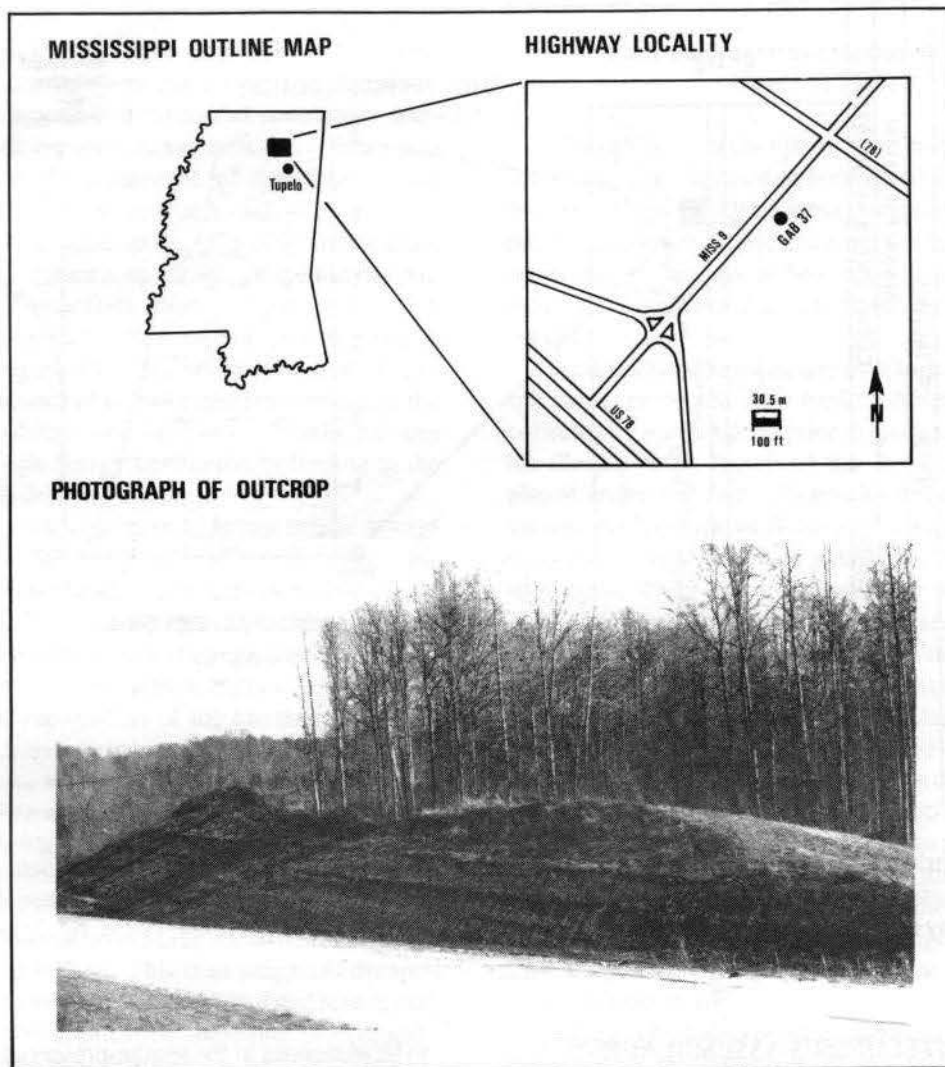 MISSISSIPPI OUTLINE MAP
HIGHWAY LOCALITY
Tupelo
(78)
MISS 9
GAB 37
US 78
30.5 m
100 ft
N
PHOTOGRAPH OF OUTCROP